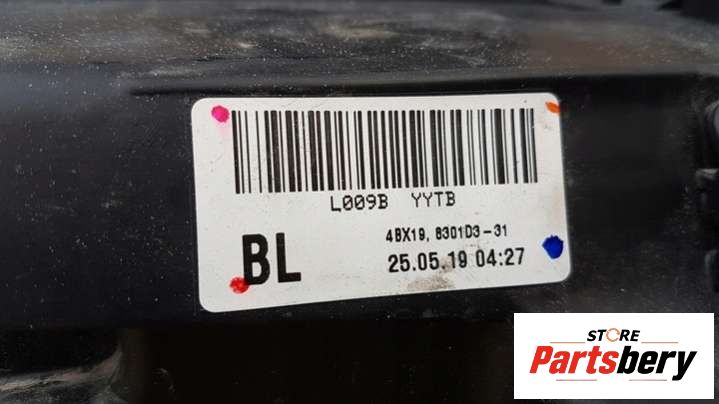 L009B YYTB
4BX19, 8301D3-31
BL
25.05.19 04:27
STORE
Partsbery